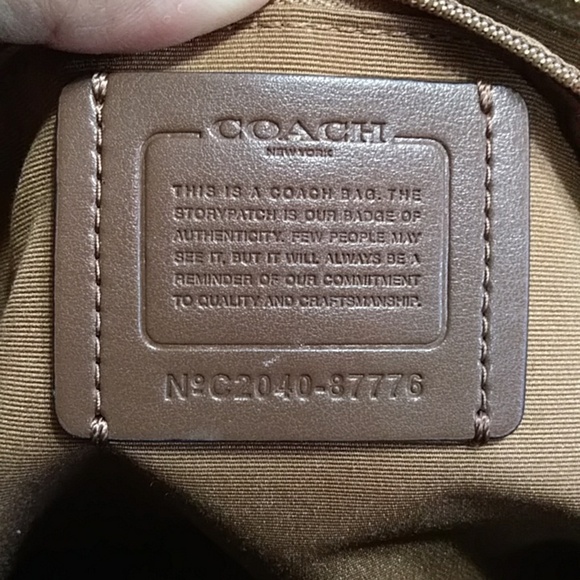 COACH
NEW YORK
THIS IS A COACH BAG. THE
STORYPATCH IS OUR BADGE OF
AUTHENTICITY. FEW PEOPLE MAY
SEE IT, BUT IT WILL ALWAYS BE A
REMINDER OF OUR COMMITMENT
TO QUALITY AND CRAFTSMANSHIP.
NºC2040-87776